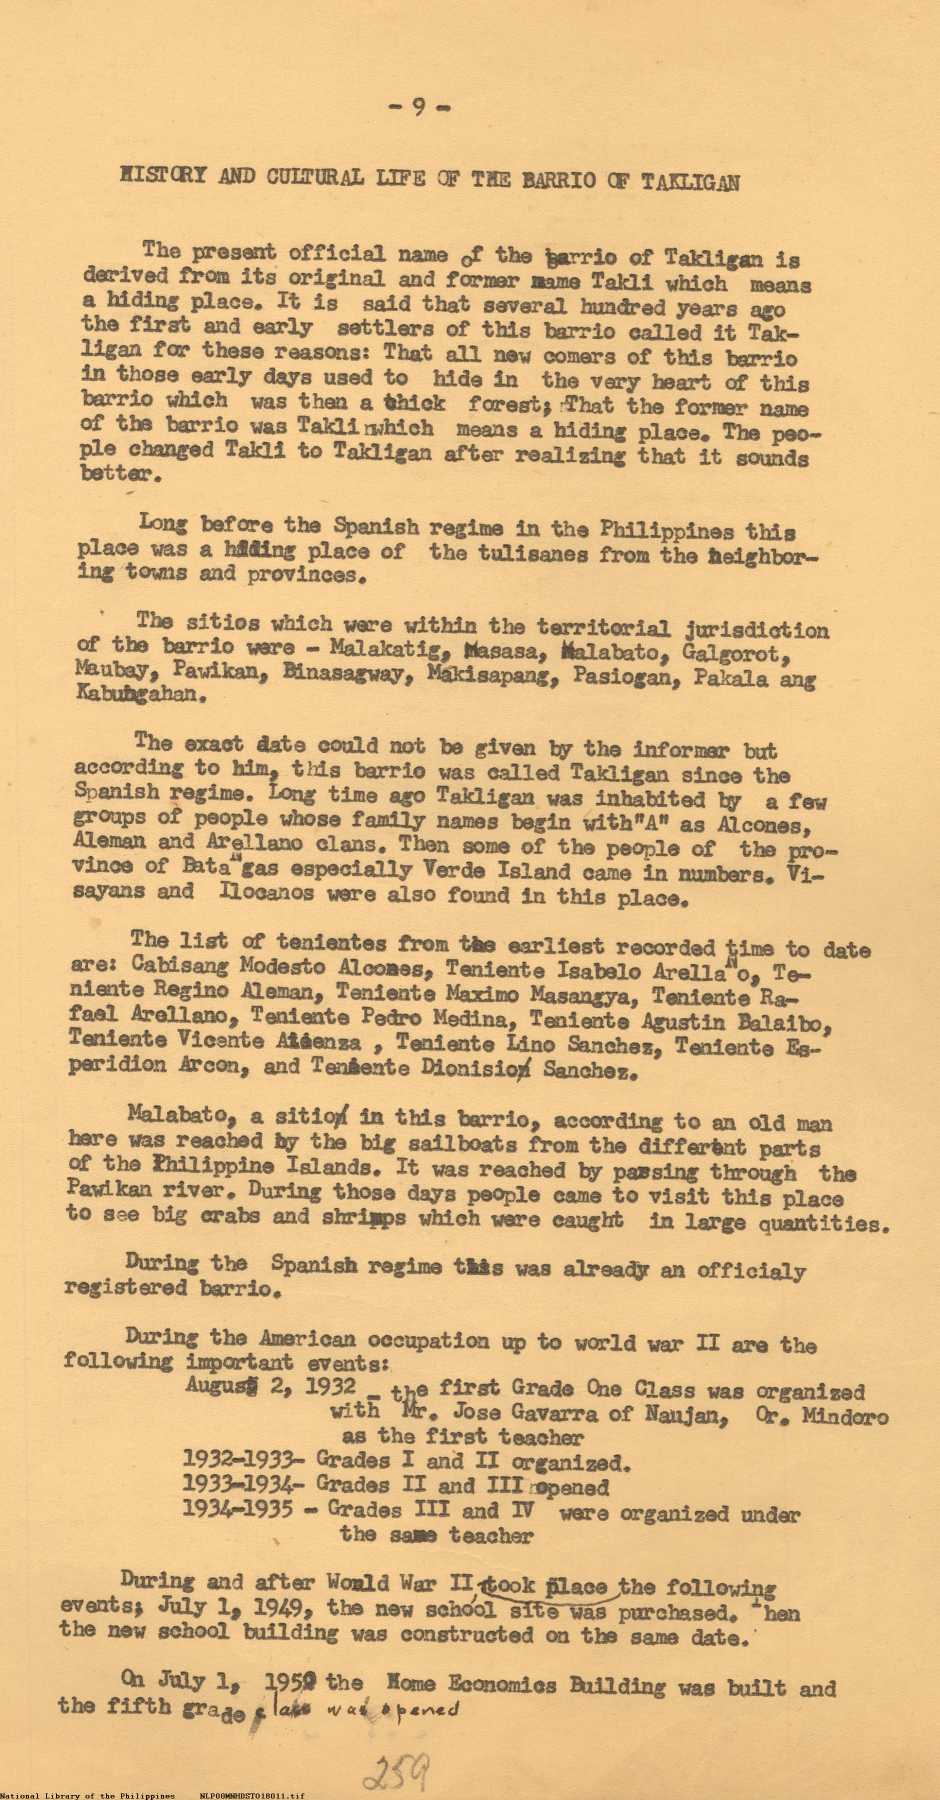 - 9 -
HISTORY AND CULTURAL LIFE OF THE BARRIO OF TAKLIGAN
The present official name of the barrio of Takligan is
derived from its original and former name Takli which means
a hiding place. It is said that several hundred years ago
the first and early settlers of this barrio called it Tak-
ligan for these reasons: That all new comers of this barrio
in those early days used to hide in the very heart of this
barrio which was then a thick forest; That the former name
of the barrio was Takli which means a hiding place. The peo-
ple changed Takli to Takligan after realizing that it sounds
better.
Long before the Spanish regime in the Philippines this
place was a hiding place of the tulisanes from the neighbor-
ing towns and provinces.
The sitios which were within the territorial jurisdiction
of the barrio were - Malakatig, Masasa, Malabato, Galgorot,
Maubay, Pawikan, Binasagway, Makisapang, Pasiogan, Pakala ang
Kabuhgahan.
The exact date could not be given by the informer but
according to him, this barrio was called Takligan since the
Spanish regime. Long time ago Takligan was inhabited by a few
groups of people whose family names begin with"A" as Alcones,
Aleman and Arellano clans. Then some of the people of the pro-
vince of Batangas especially Verde Island came in numbers. Vi-
sayans and Ilocanos were also found in this place.
The list of tenientes from the earliest recorded time to date
are: Cabisang Modesto Alcones, Teniente Isabelo Arellano, Te-
niente Regino Aleman, Teniente Maximo Masangya, Teniente Ra-
fael Arellano, Teniente Pedro Medina, Teniente Agustin Balaibo,
Teniente Vicente , Teniente Lino Sanchez, Teniente Es-
peridion Arcon, and Teniente Dionisio Sanchez.
Malabato, a sitio in this barrio, according to an old man
here was reached by the big sailboats from the different parts
of the Philippine Islands. It was reached by passing through the
Pawikan river. During those days people came to visit this place
to see big crabs and shrimps which were caught in large quantities.
During the Spanish regime this was already an officialy
registered barrio.
During the American occupation up to world war II are the
following important events:
August 2, 1932 - the first Grade One Class was organized
with Mr. Jose Gavarra of Naujan, Or. Mindoro
as the first teacher
1932-1933- Grades I and II organized.
1933-1934- Grades II and III opened
1934-1935 - Grades III and IV were organized under
the same teacher
During and after World War II, took place the following
events; July 1, 1949, the new school site was purchased. Then
the new school building was constructed on the same date.
On July 1, 1950 the Home Economics Building was built and
the fifth grade class was opened
259
National Library of the Philippines NLP00MNHDST018011.tif